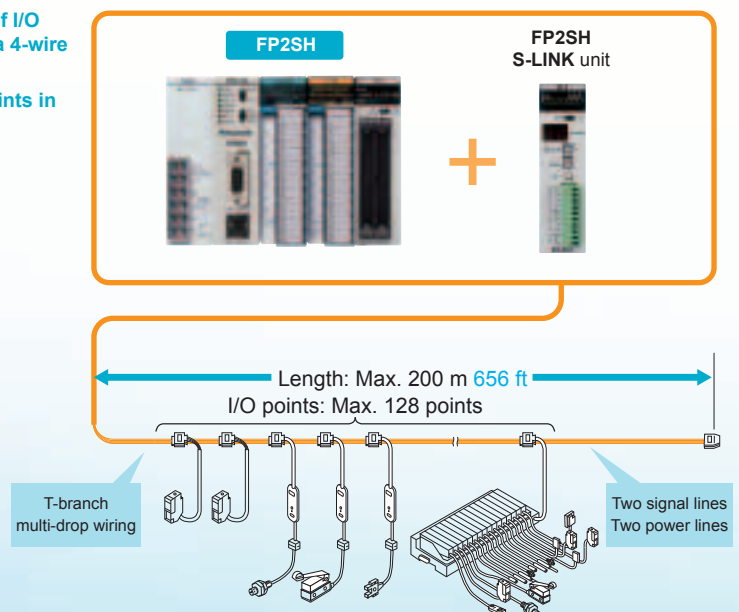 f I/O
a 4-wire
ints in
FP2SH
FP2SH
S-LINK unit
Length: Max. 200 m 656 ft
I/O points: Max. 128 points
T-branch
multi-drop wiring
Two signal lines
Two power lines